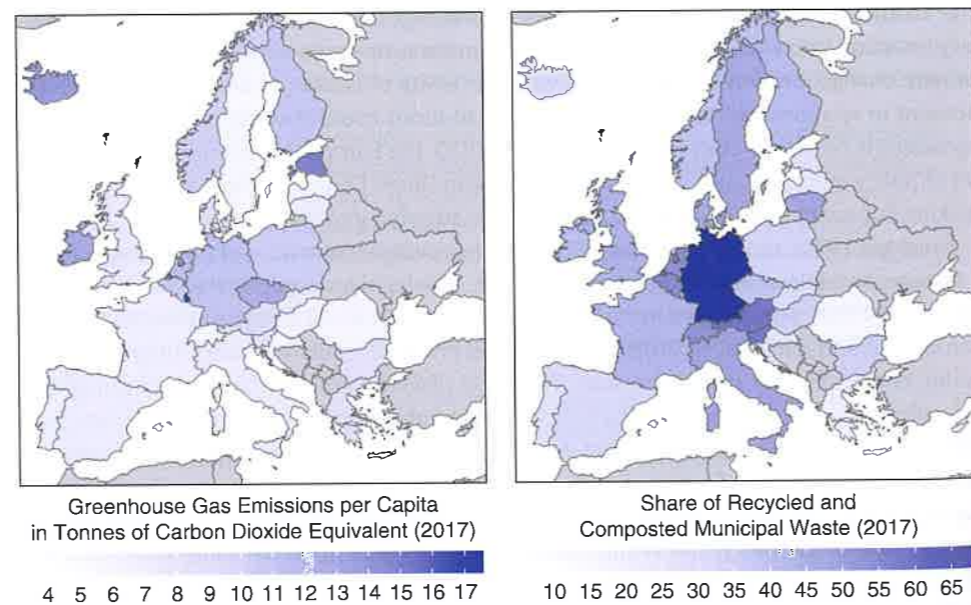 Greenhouse Gas Emissions per Capita
in Tonnes of Carbon Dioxide Equivalent (2017)
4 5 6 7 8 9 10 11 12 13 14 15 16 17
Share of Recycled and
Composted Municipal Waste (2017)
10 15 20 25 30 35 40 45 50 55 60 65